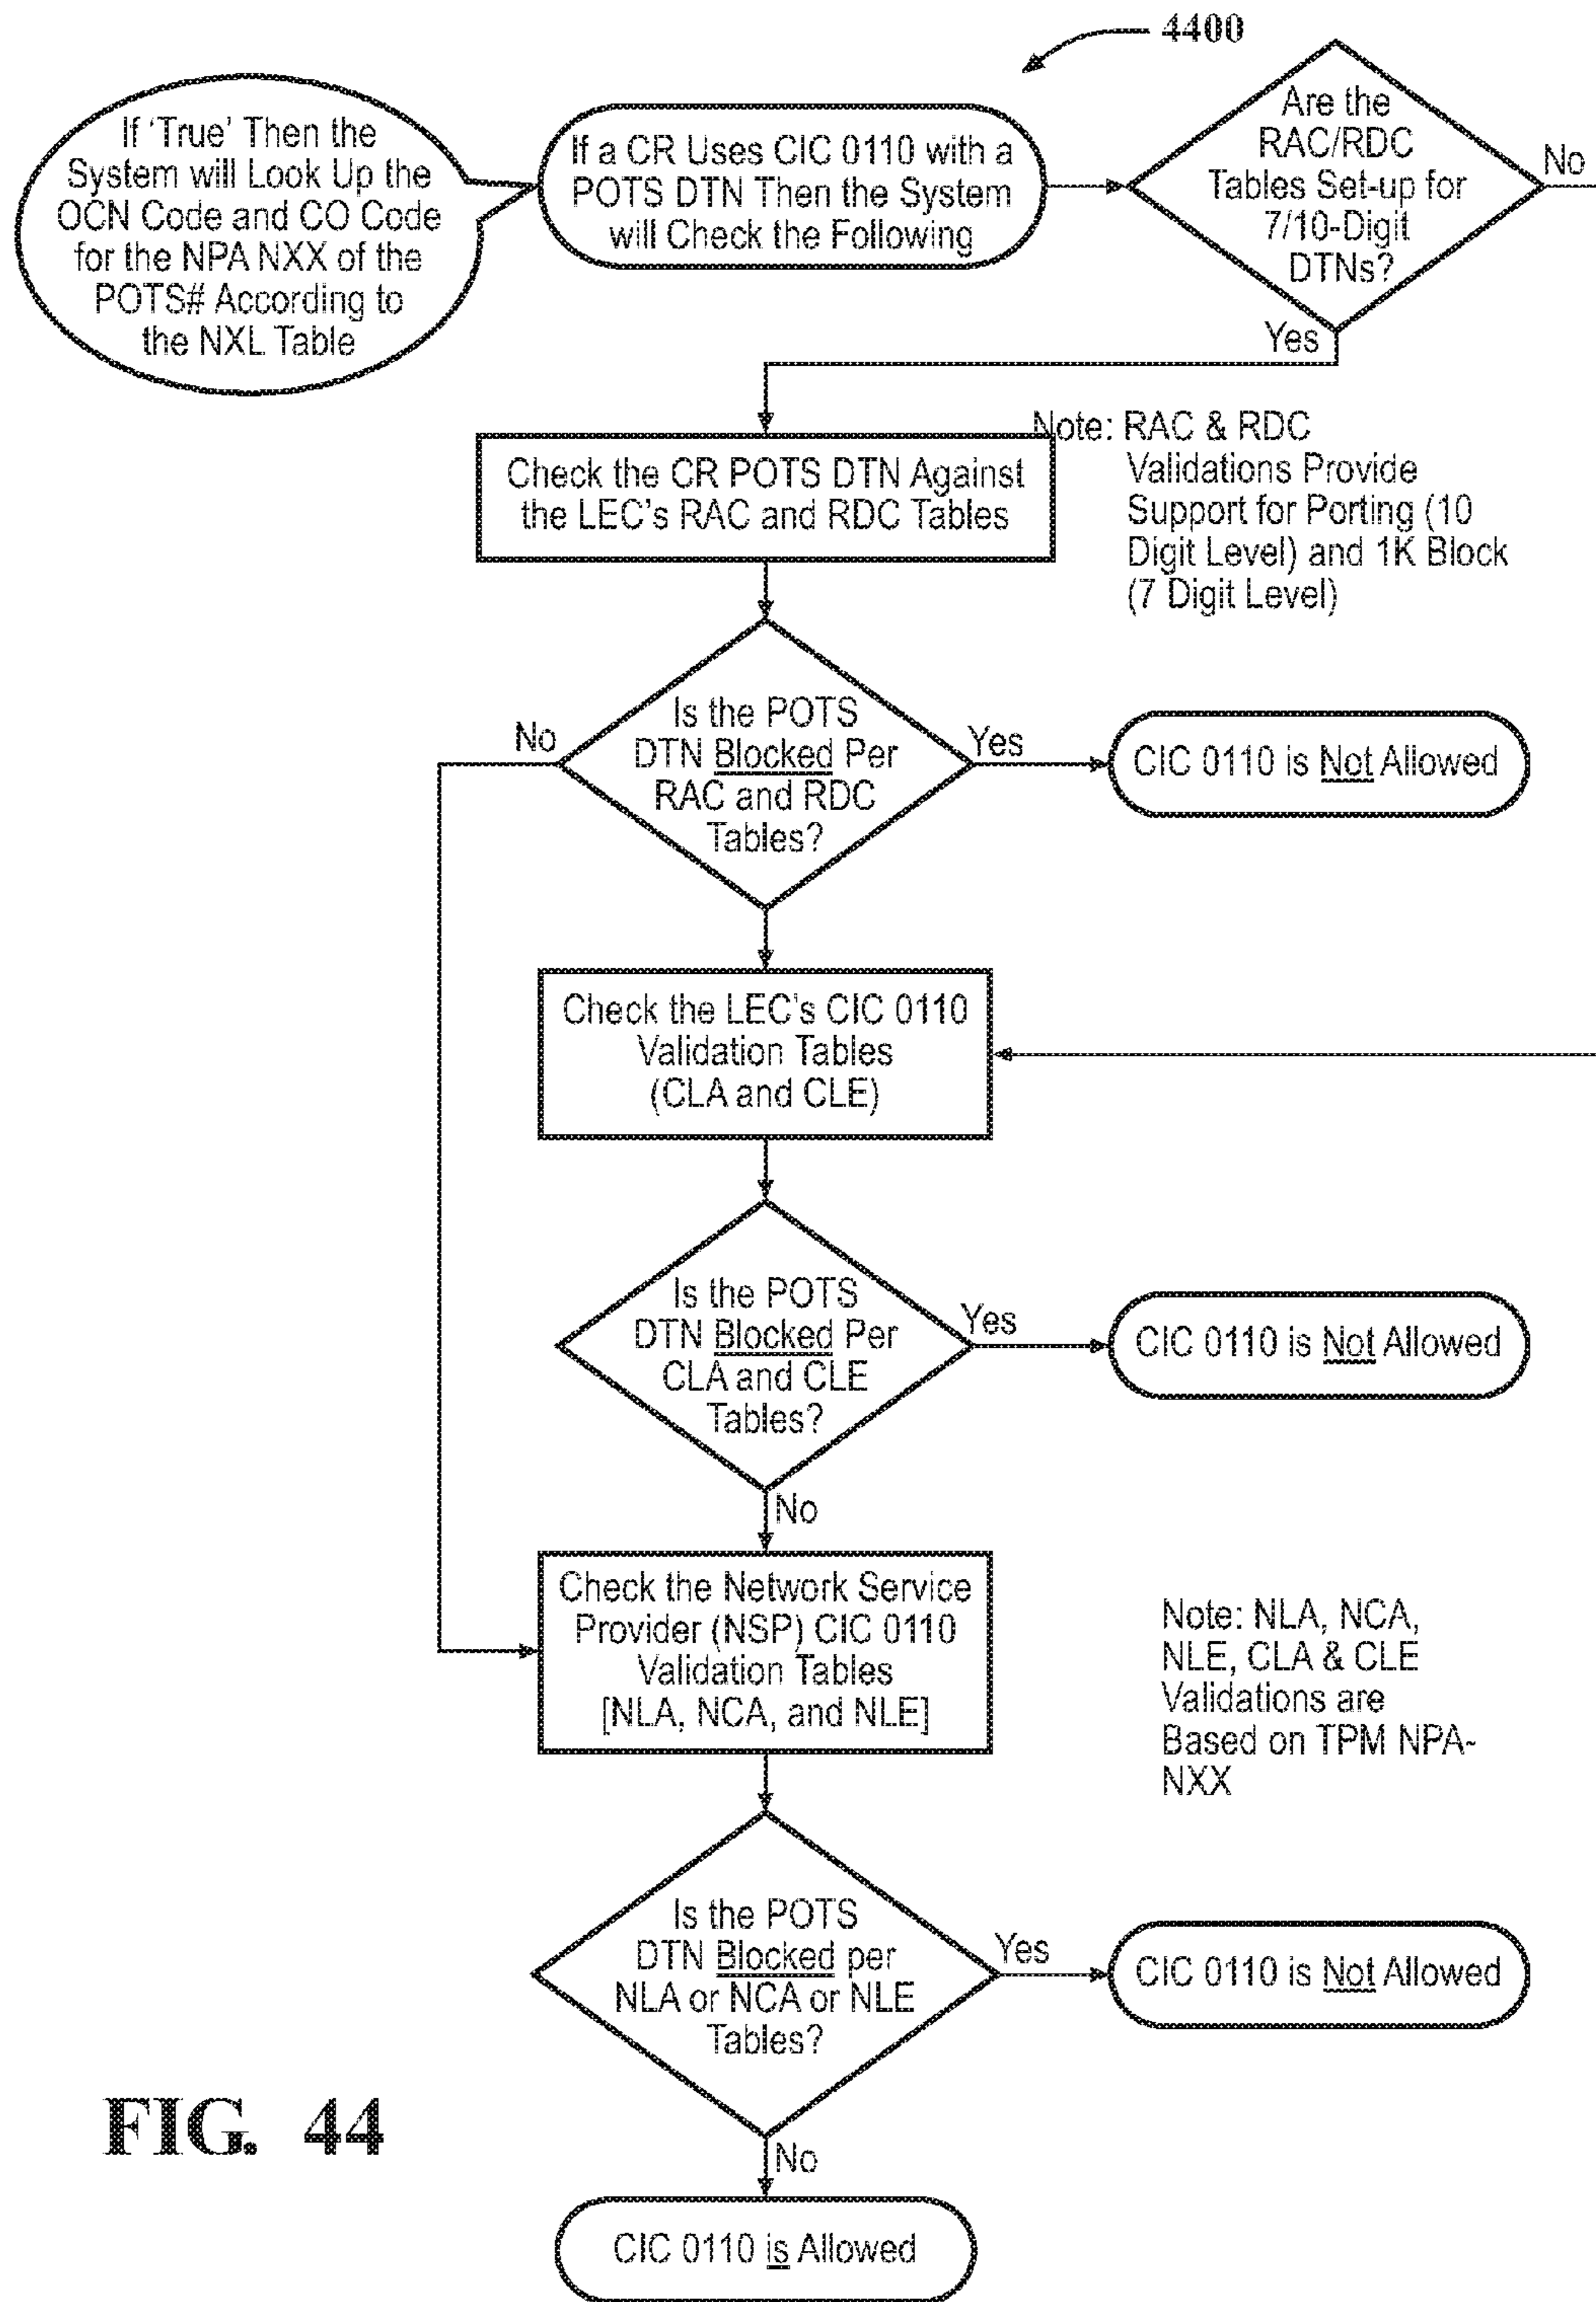 4400
If 'True' Then the
System will Look Up the
OCN Code and CO Code
for the NPA NXX of the
POTS# According to
the NXL Table
If a CR Uses CIC 0110 with a
POTS DTN Then the System
will Check the Following
Are the
RAC/RDC
Tables Set-up for
7/10-Digit
DTNs?
No
Yes
Check the CR POTS DTN Against
the LEC's RAC and RDC Tables
Note: RAC & RDC
Validations Provide
Support for Porting (10
Digit Level) and 1K Block
(7 Digit Level)
Is the POTS
DTN Blocked Per
RAC and RDC
Tables?
No
Yes
CIC 0110 is Not Allowed
Check the LEC's CIC 0110
Validation Tables
(CLA and CLE)
Is the POTS
DTN Blocked Per
CLA and CLE
Tables?
Yes
CIC 0110 is Not Allowed
No
Check the Network Service
Provider (NSP) CIC 0110
Validation Tables
[NLA, NCA, and NLE]
Note: NLA, NCA,
NLE, CLA & CLE
Validations are
Based on TPM NPA-
NXX
Is the POTS
DTN Blocked per
NLA or NCA or NLE
Tables?
Yes
CIC 0110 is Not Allowed
No
CIC 0110 is Allowed
FIG. 44